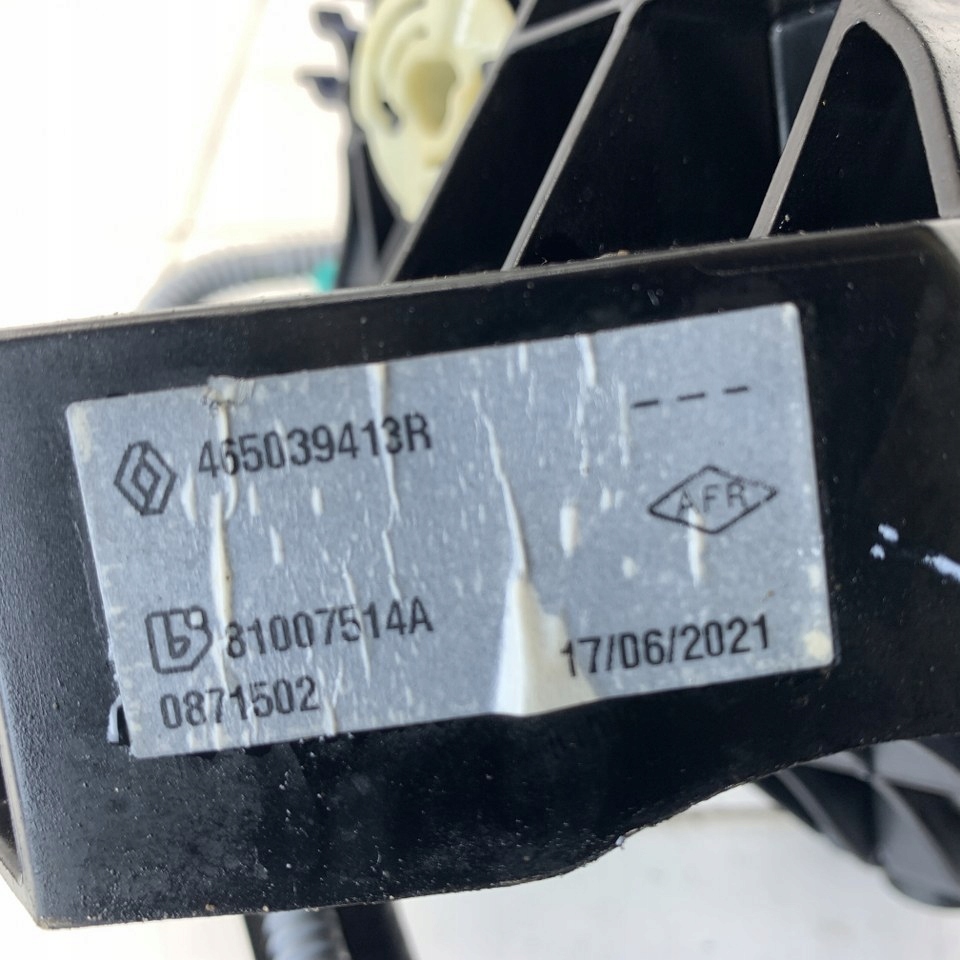 465039413R
- - -
AFR
81007514A
0871502
17/06/2021